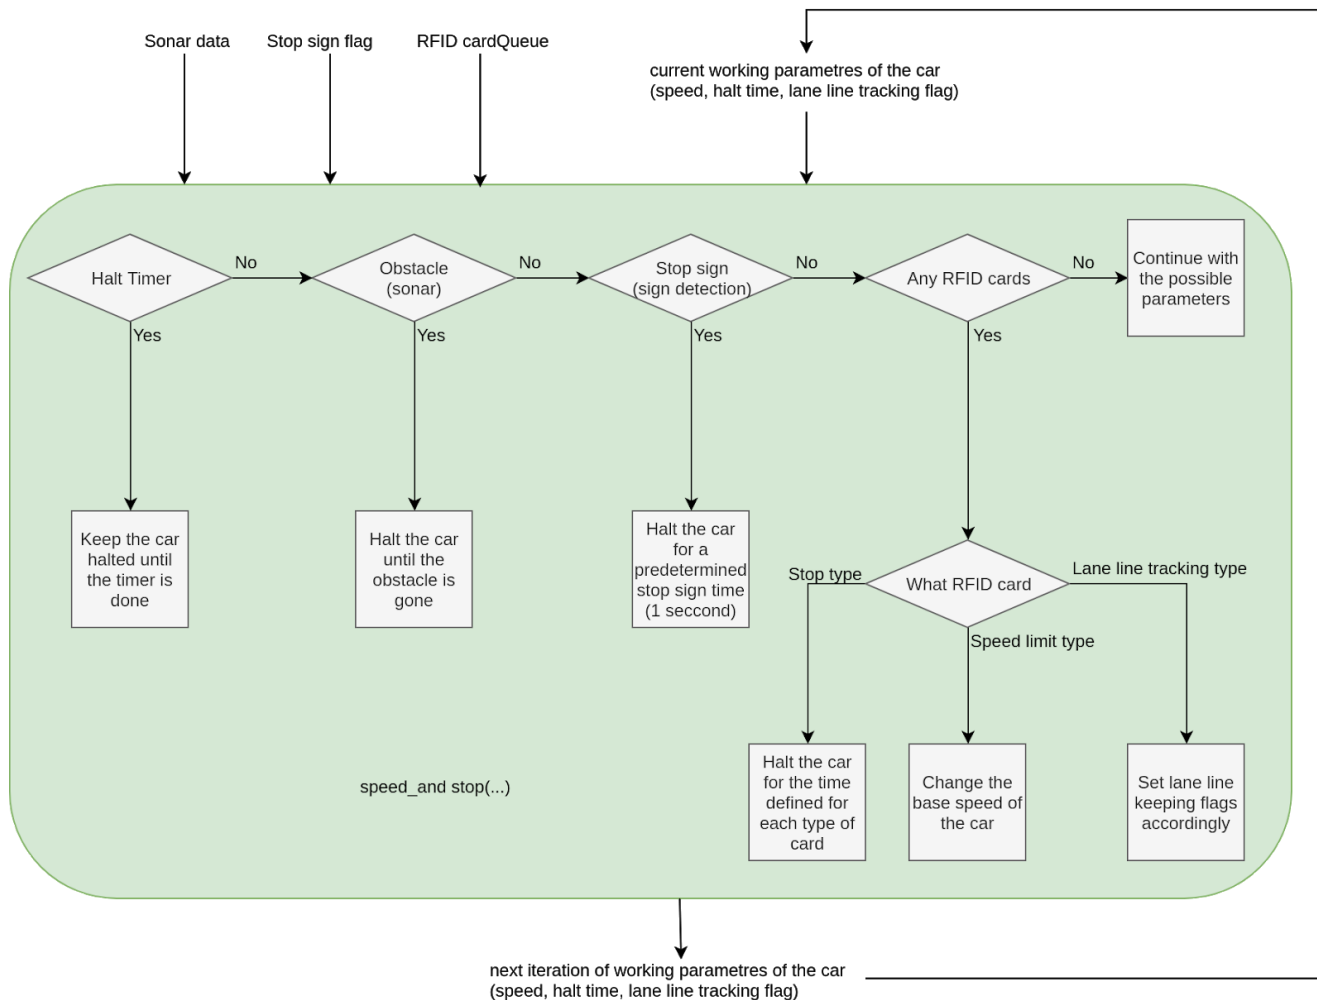 Sonar data
Stop sign flag
RFID cardQueue
current working parametres of the car
(speed, halt time, lane line tracking flag)
Halt Timer
No
Obstacle
(sonar)
No
Stop sign
(sign detection)
No
Any RFID cards
No
Continue with
the possible
parameters
Yes
Yes
Yes
Yes
Keep the car
halted until
the timer is
done
Halt the car
until the
obstacle is
gone
Halt the car
for a
predetermined
stop sign time
(1 seccond)
Stop type
What RFID card
Lane line tracking type
Speed limit type
Halt the car
for the time
defined for
each type of
card
Change the
base speed of
the car
Set lane line
keeping flags
accordingly
speed_and stop(...)
next iteration of working parametres of the car
(speed, halt time, lane line tracking flag)